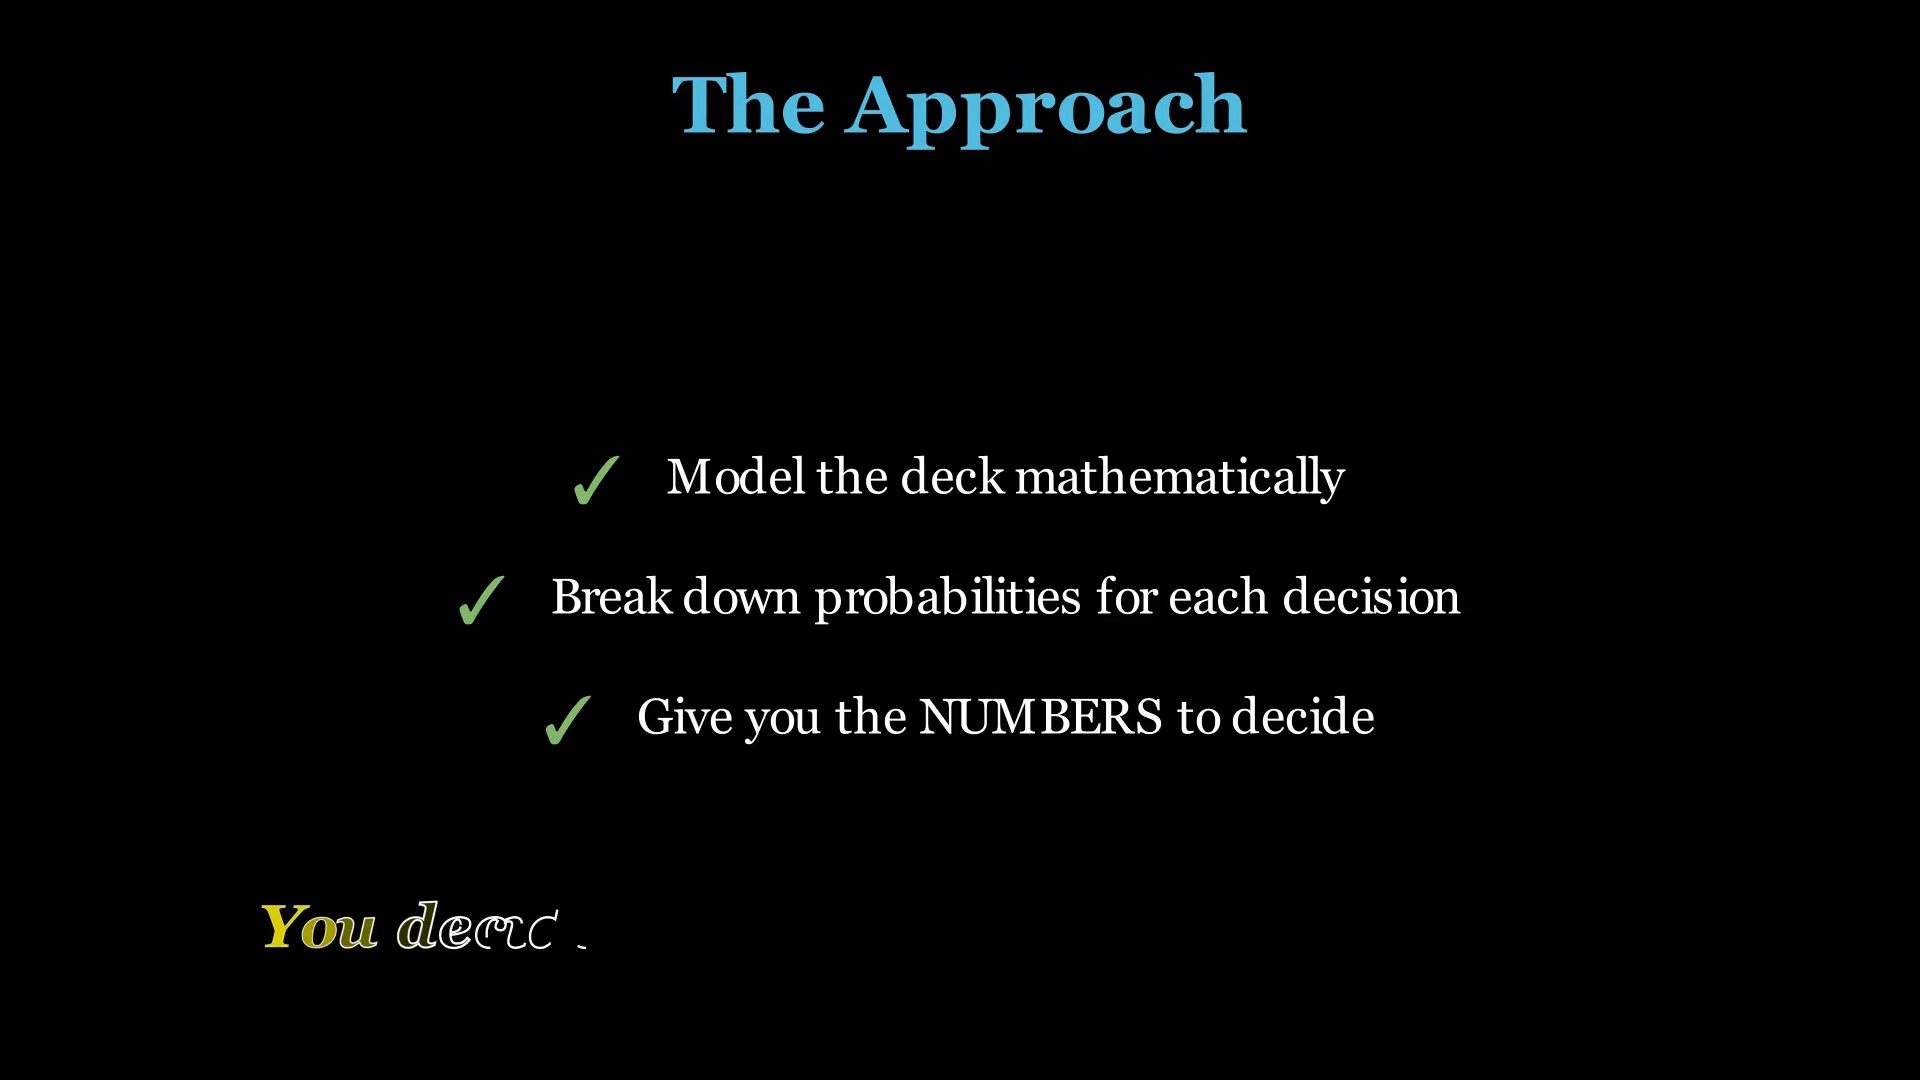 The Approach
✓ Model the deck mathematically
✓ Break down probabilities for each decision
✓ Give you the NUMBERS to decide
You